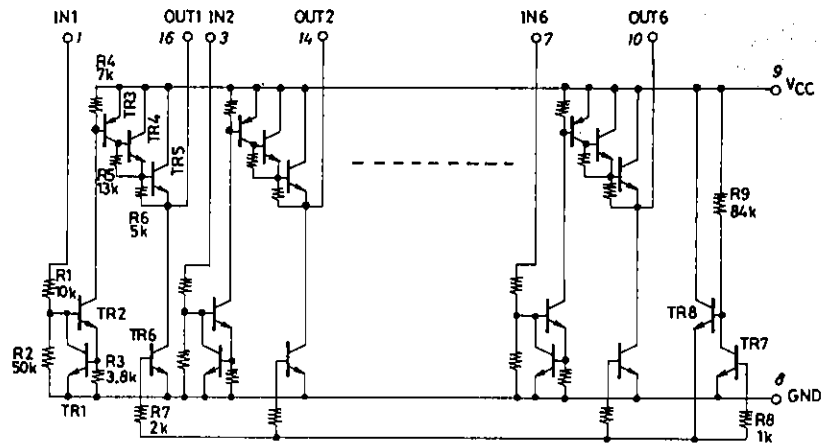 IN1 OUT1 IN2 OUT2 IN6 OUT6
1 16 3 14 7 10
R4
7k
9
VCC
TR3
TR4
TR5
R5
13k
R6
5k
R9
84k
R1
10k
TR2
TR8
TR6
TR7
R2
50k
R3
3.8k
8
GND
TR1
R7
2k
R8
1k